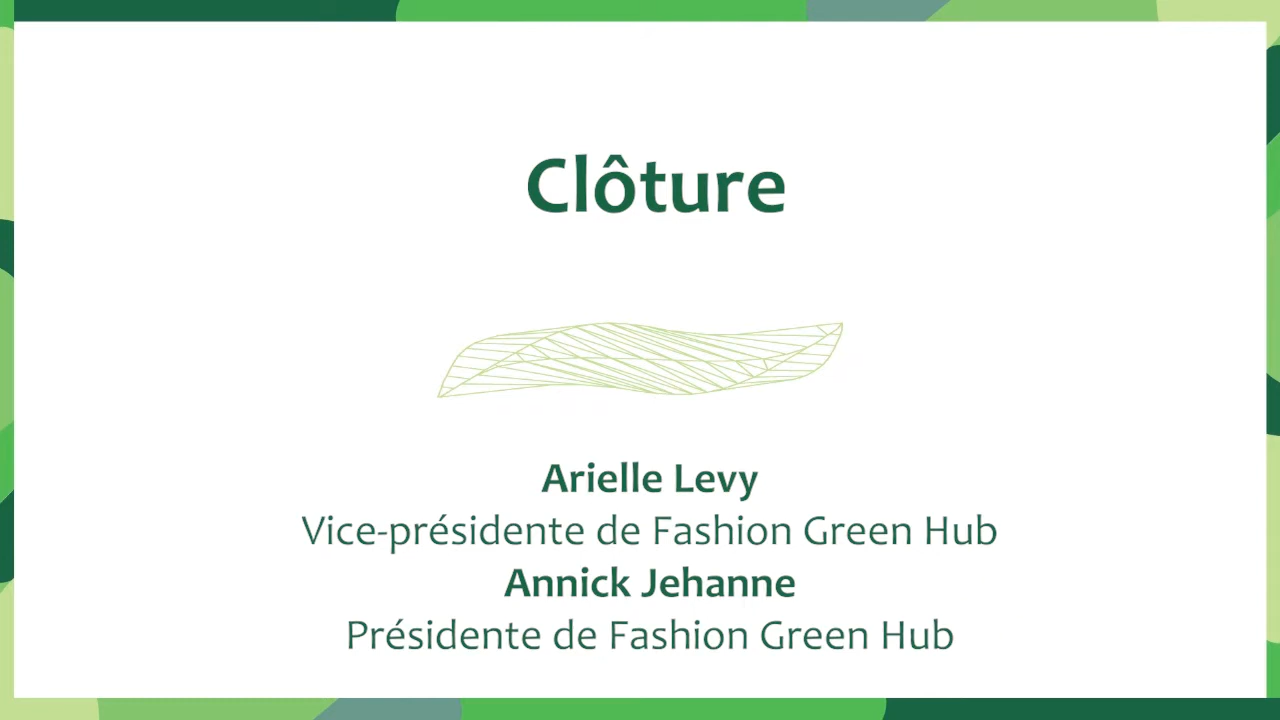 Clôture
Arielle Levy
Vice-présidente de Fashion Green Hub
Annick Jehanne
Présidente de Fashion Green Hub